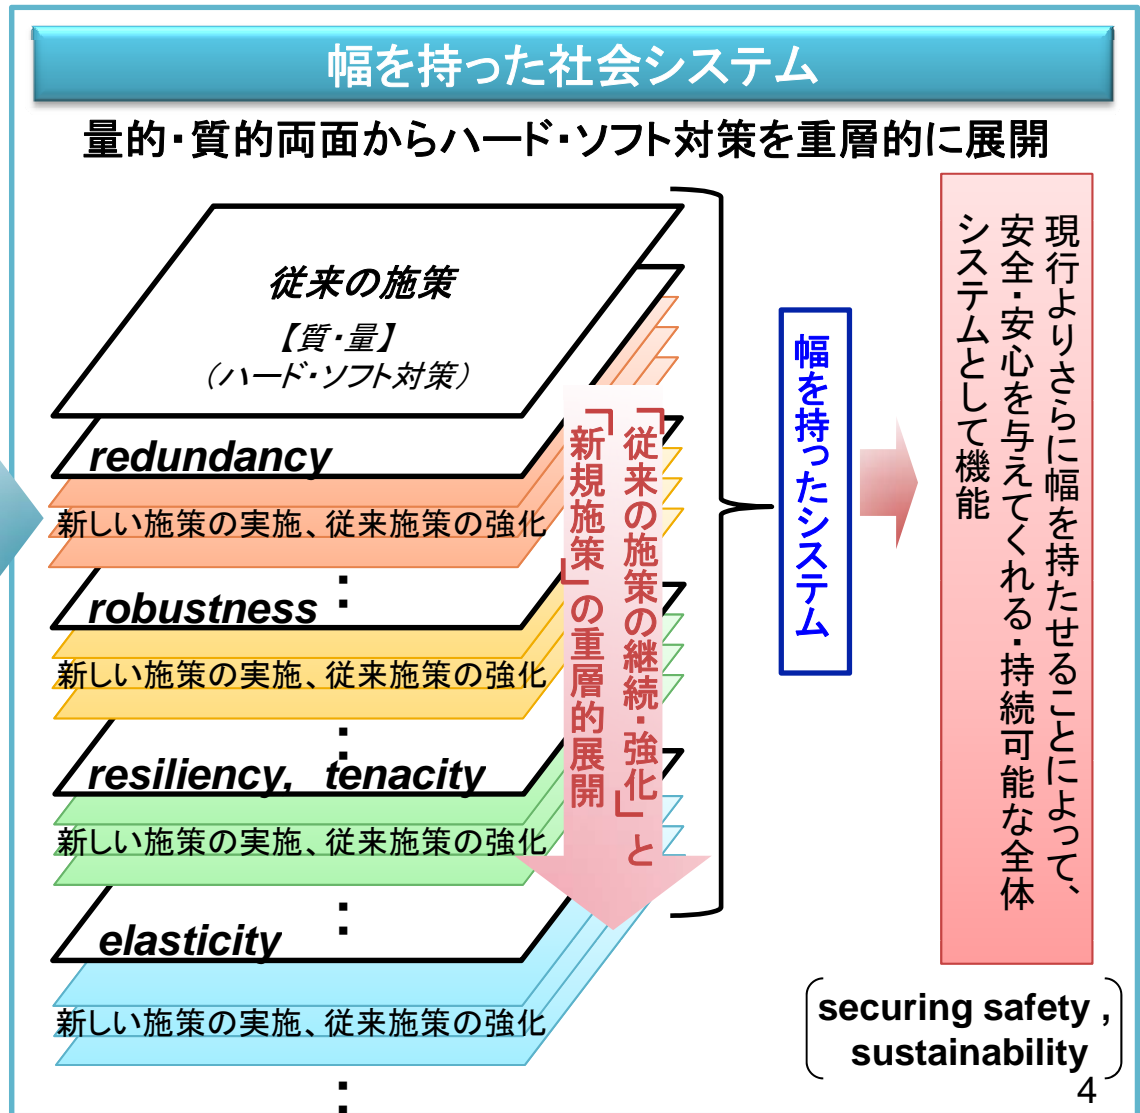 幅を持った社会システム
量的・質的両面からハード・ソフト対策を重層的に展開
従来の施策
【質・量】
（ハード・ソフト対策）
redundancy
新しい施策の実施、従来施策の強化
：
robustness
新しい施策の実施、従来施策の強化
：
resiliency, tenacity
新しい施策の実施、従来施策の強化
：
elasticity
新しい施策の実施、従来施策の強化
：
「従来の施策の継続・強化」と
「新規施策」の重層的展開
幅を持ったシステム
現行よりさらに幅を持たせることによって、
安全・安心を与えてくれる・持続可能な全体
システムとして機能
securing safety ,
sustainability
4